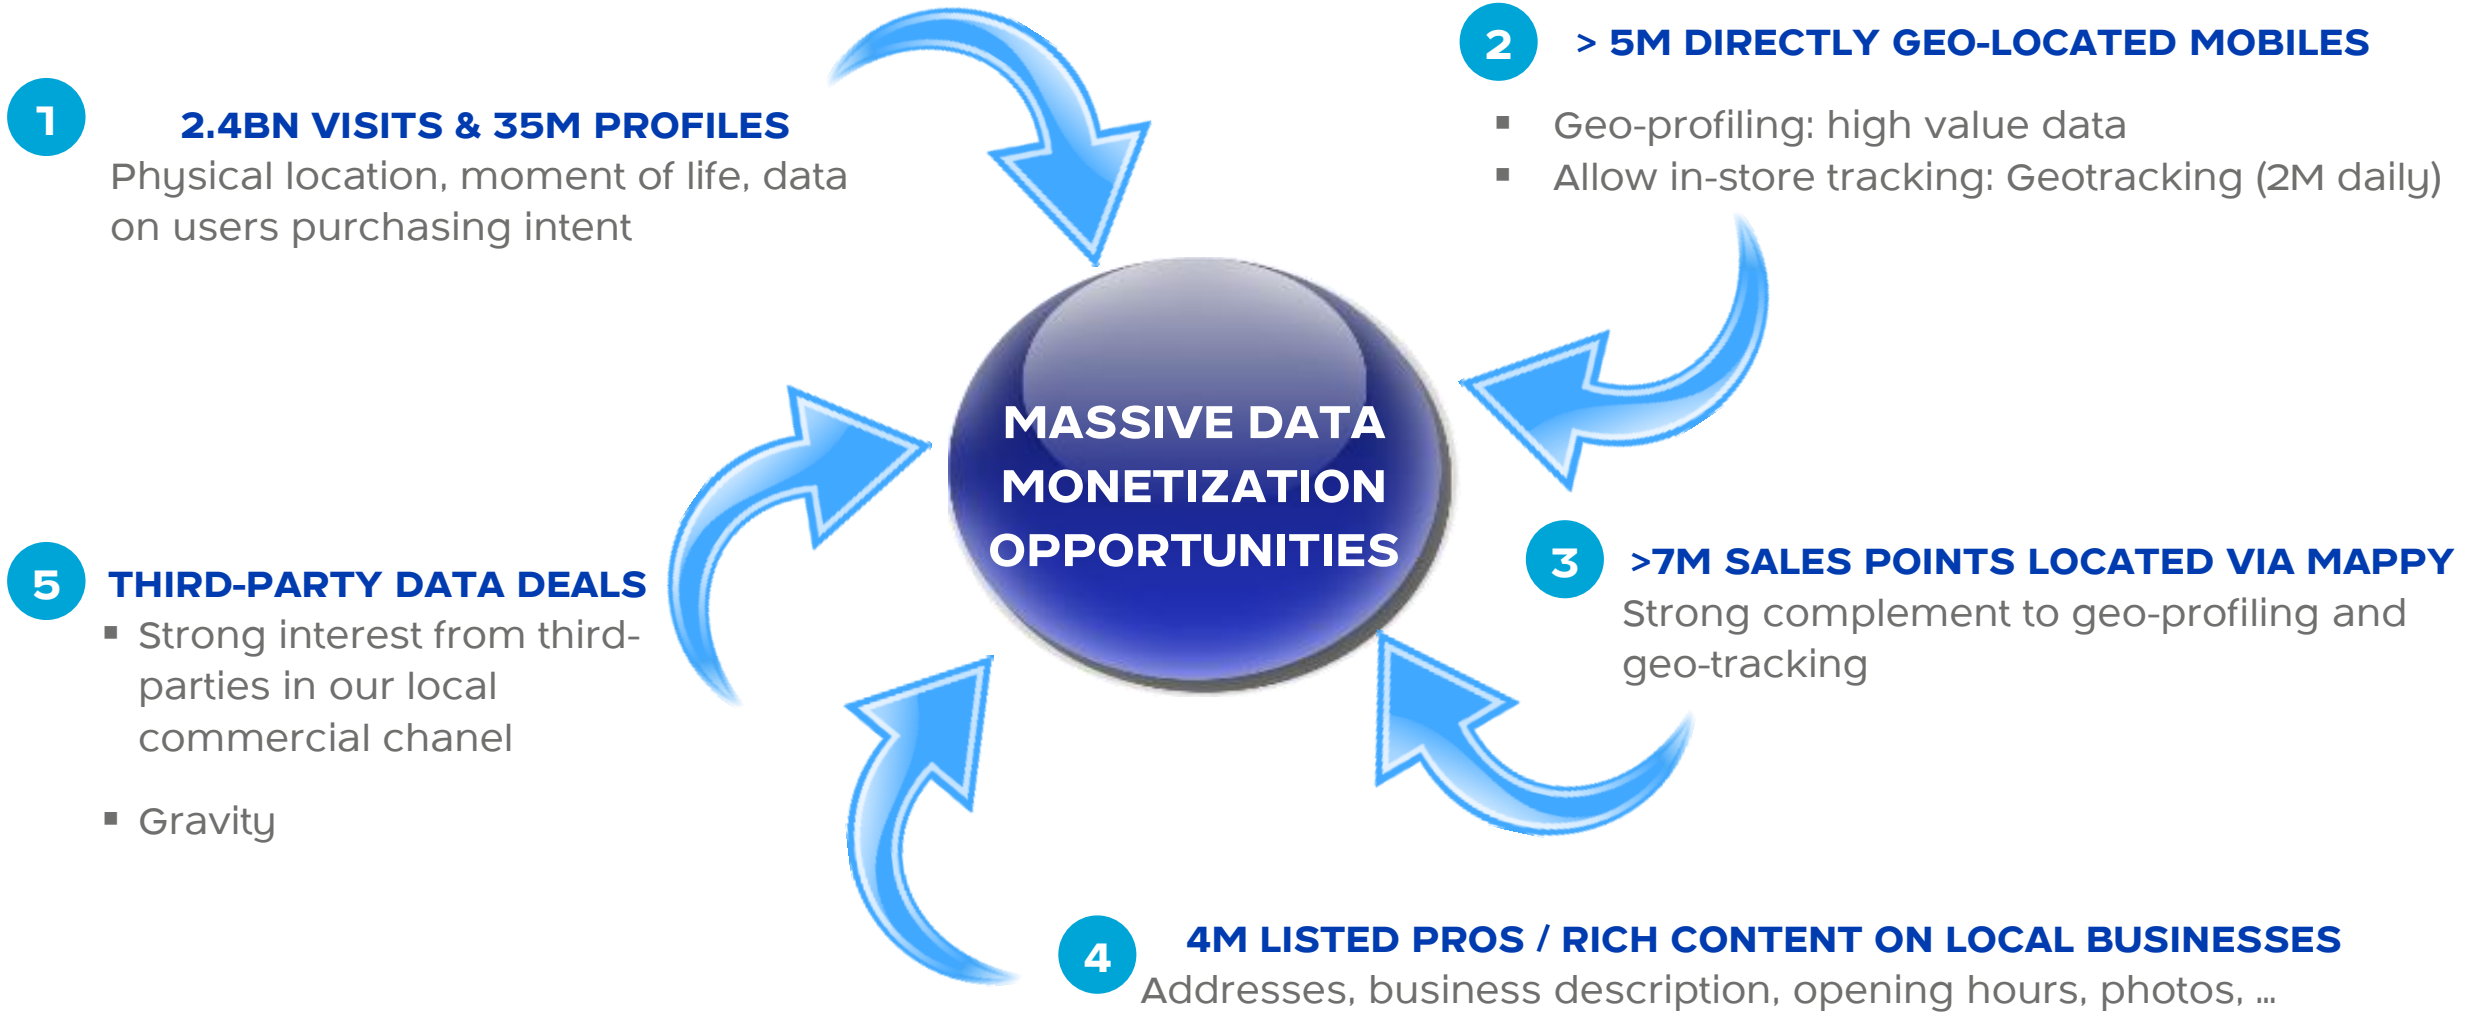 1
2.4BN VISITS & 35M PROFILES
Physical location, moment of life, data
on users purchasing intent
2
> 5M DIRECTLY GEO-LOCATED MOBILES
▪ Geo-profiling: high value data
▪ Allow in-store tracking: Geotracking (2M daily)
MASSIVE DATA
MONETIZATION
OPPORTUNITIES
3
>7M SALES POINTS LOCATED VIA MAPPY
Strong complement to geo-profiling and
geo-tracking
4
4M LISTED PROS / RICH CONTENT ON LOCAL BUSINESSES
Addresses, business description, opening hours, photos, …
5
THIRD-PARTY DATA DEALS
▪ Strong interest from third-
parties in our local
commercial chanel
▪ Gravity